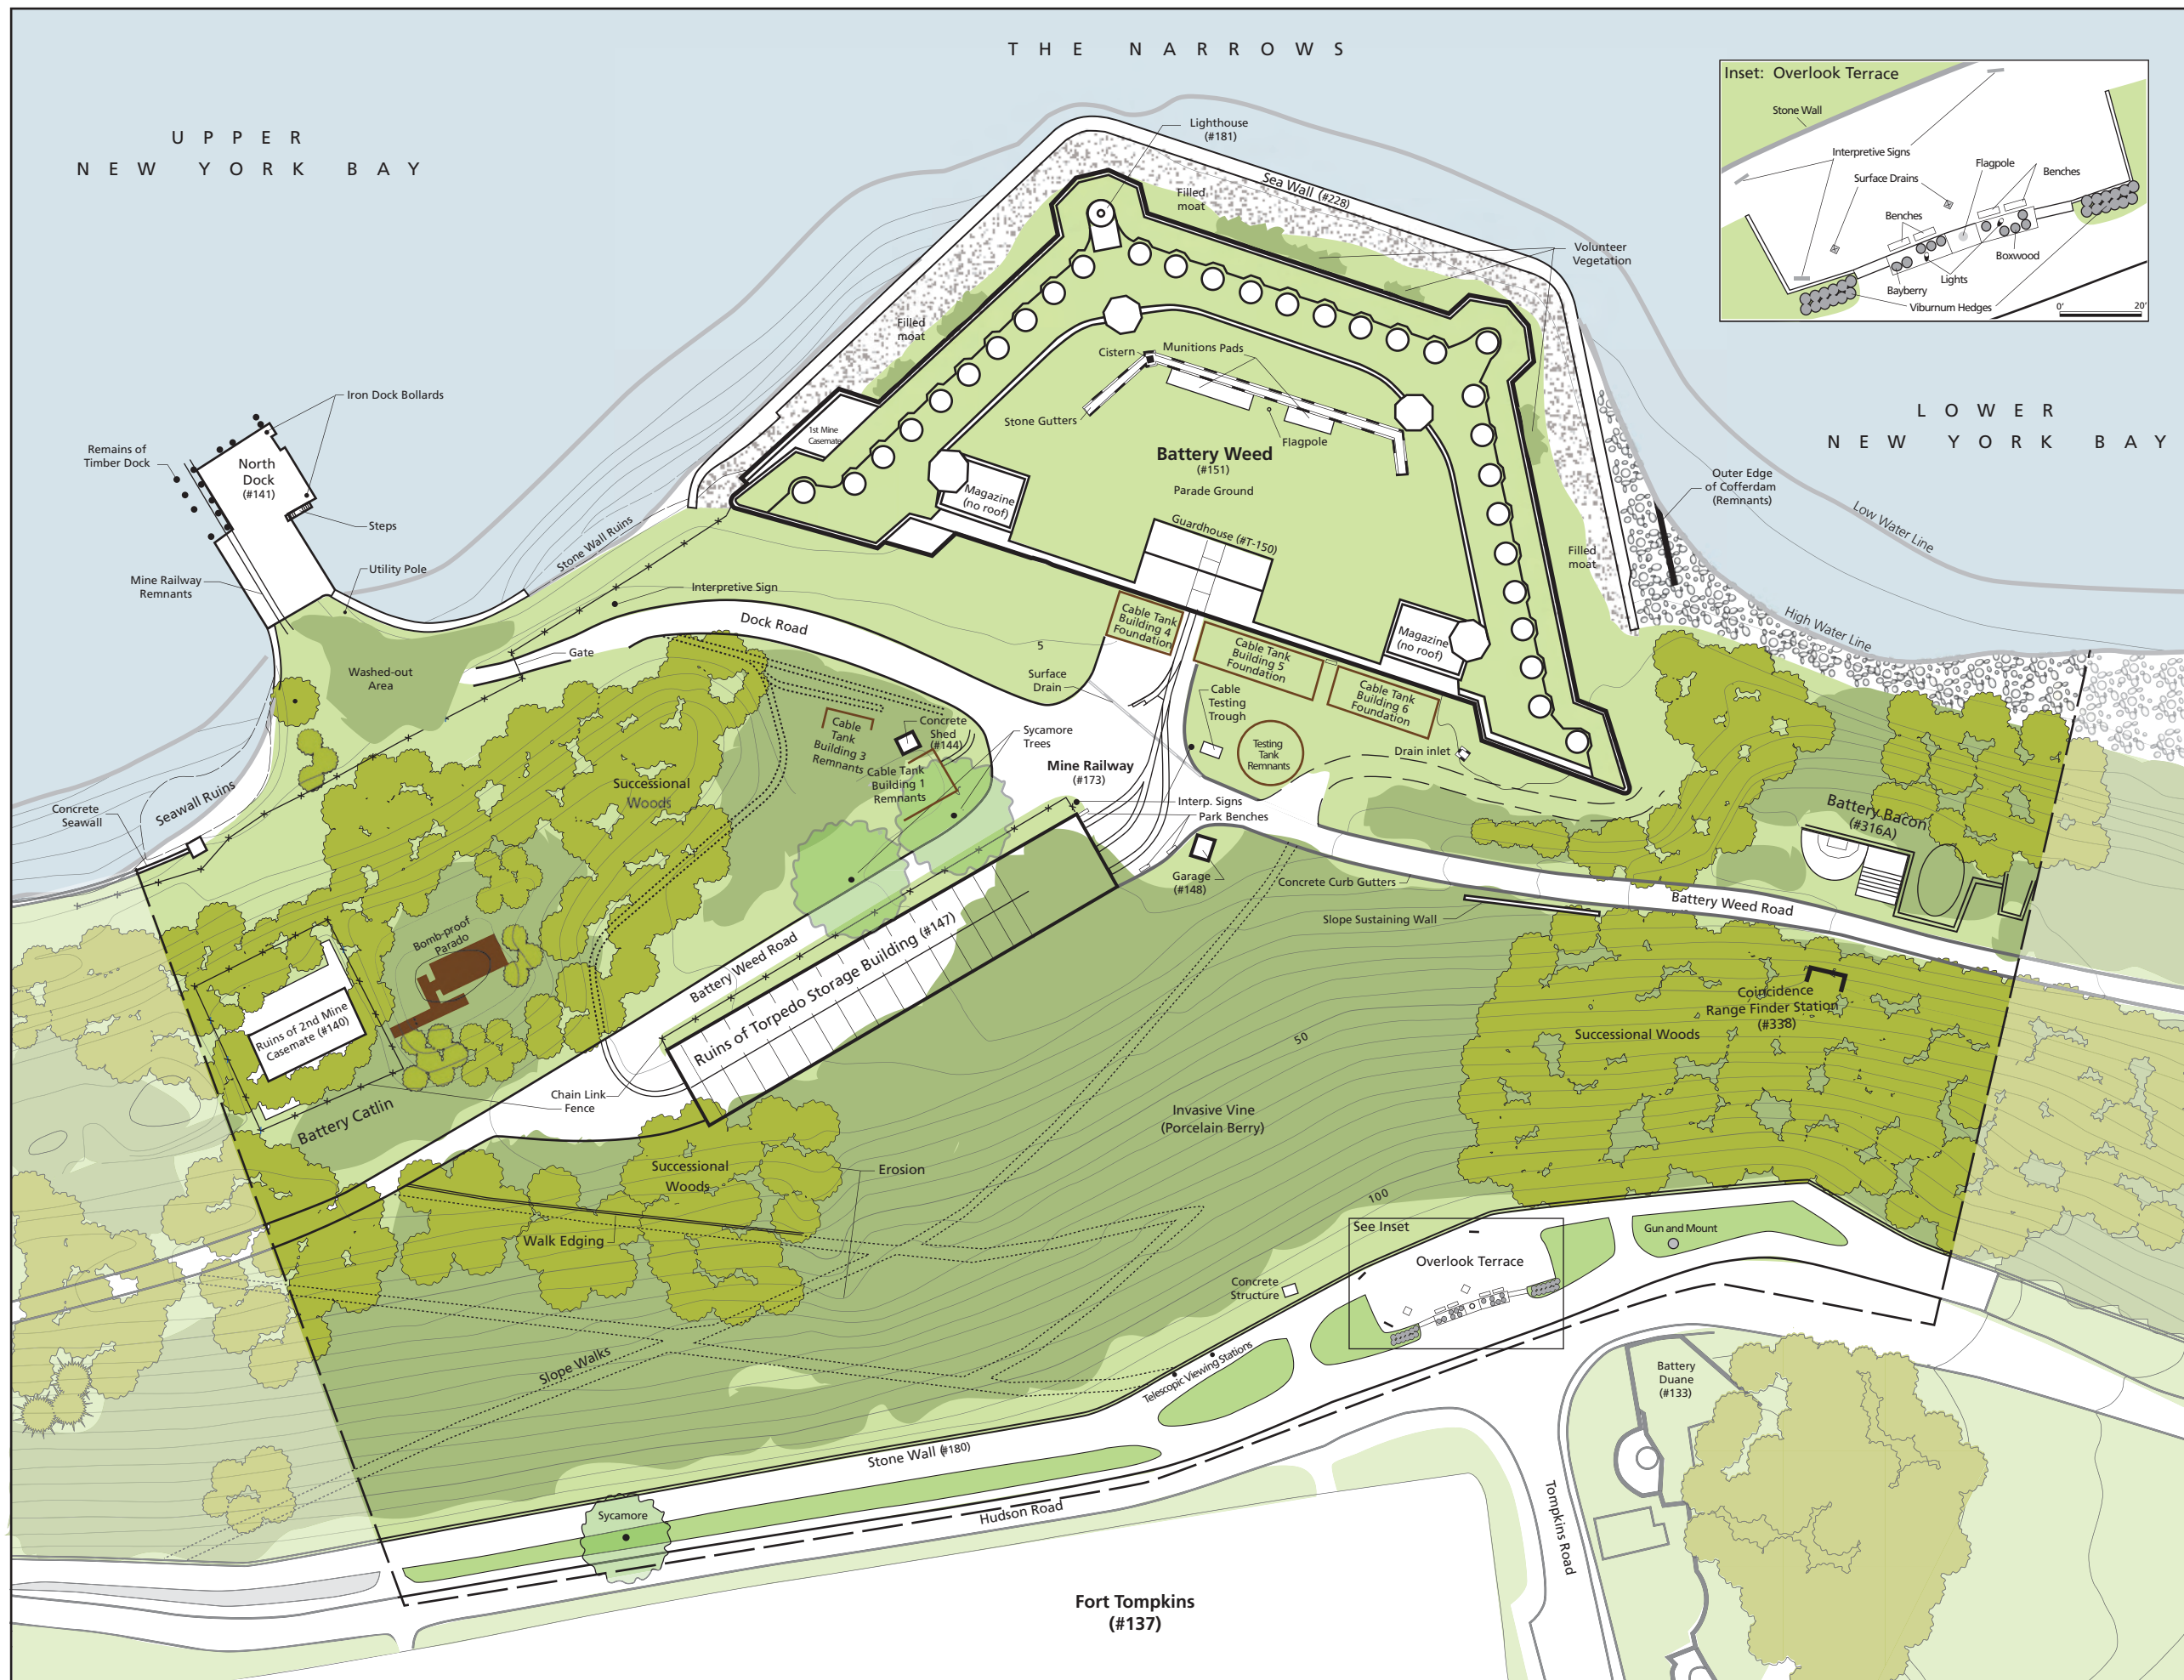 THE NARROWS
UPPER
NEW YORK BAY
Inset: Overlook Terrace
Stone Wall
Interpretive Signs
Flagpole
Benches
Surface Drains
Benches
Boxwood
Lights
Bayberry
Viburnum Hedges
0'
20'
Lighthouse
(#181)
Sea Wall (#228)
Filled
moat
Volunteer
Vegetation
Filled
moat
LOWER
NEW YORK BAY
Iron Dock Bollards
Remains of
Timber Dock
North
Dock
(#141)
Steps
Utility Pole
Mine Railway
Remnants
Stone Wall Ruins
1st Mine
Casemate
Cistern
Munitions Pads
Stone Gutters
Flagpole
Battery Weed
(#151)
Parade Ground
Magazine
(no roof)
Guardhouse (#T-150)
Outer Edge
of Cofferdam
(Remnants)
Low Water Line
Filled
moat
High Water Line
Interpretive Sign
Dock Road
Gate
Washed-out
Area
5
Surface
Drain
Cable Tank
Building 4
Foundation
Cable Tank
Building 5
Foundation
Cable Tank
Building 6
Foundation
Magazine
(no roof)
Cable
Testing
Trough
Testing
Tank
Remnants
Drain inlet
Cable
Tank
Building 3
Remnants
Concrete
Shed
(#144)
Sycamore
Trees
Cable Tank
Building 1
Remnants
Mine Railway
(#173)
Interp. Signs
Park Benches
Successional
Woods
Concrete
Seawall
Seawall Ruins
Garage
(#148)
Concrete Curb Gutters
Slope Sustaining Wall
Battery Bacon
(#316A)
Battery Weed Road
Bomb-proof
Parado
Battery Weed Road
Ruins of Torpedo Storage Building (#147)
Ruins of 2nd Mine
Casemate (#140)
Coincidence
Range Finder Station
(#338)
Successional Woods
50
Chain Link
Fence
Battery Catlin
Invasive Vine
(Porcelain Berry)
Successional
Woods
Erosion
Walk Edging
100
See Inset
Overlook Terrace
Gun and Mount
Concrete
Structure
Slope Walks
Telescopic Viewing Stations
Battery
Duane
(#133)
Stone Wall (#180)
Sycamore
Hudson Road
Tompkins Road
Fort Tompkins
(#137)